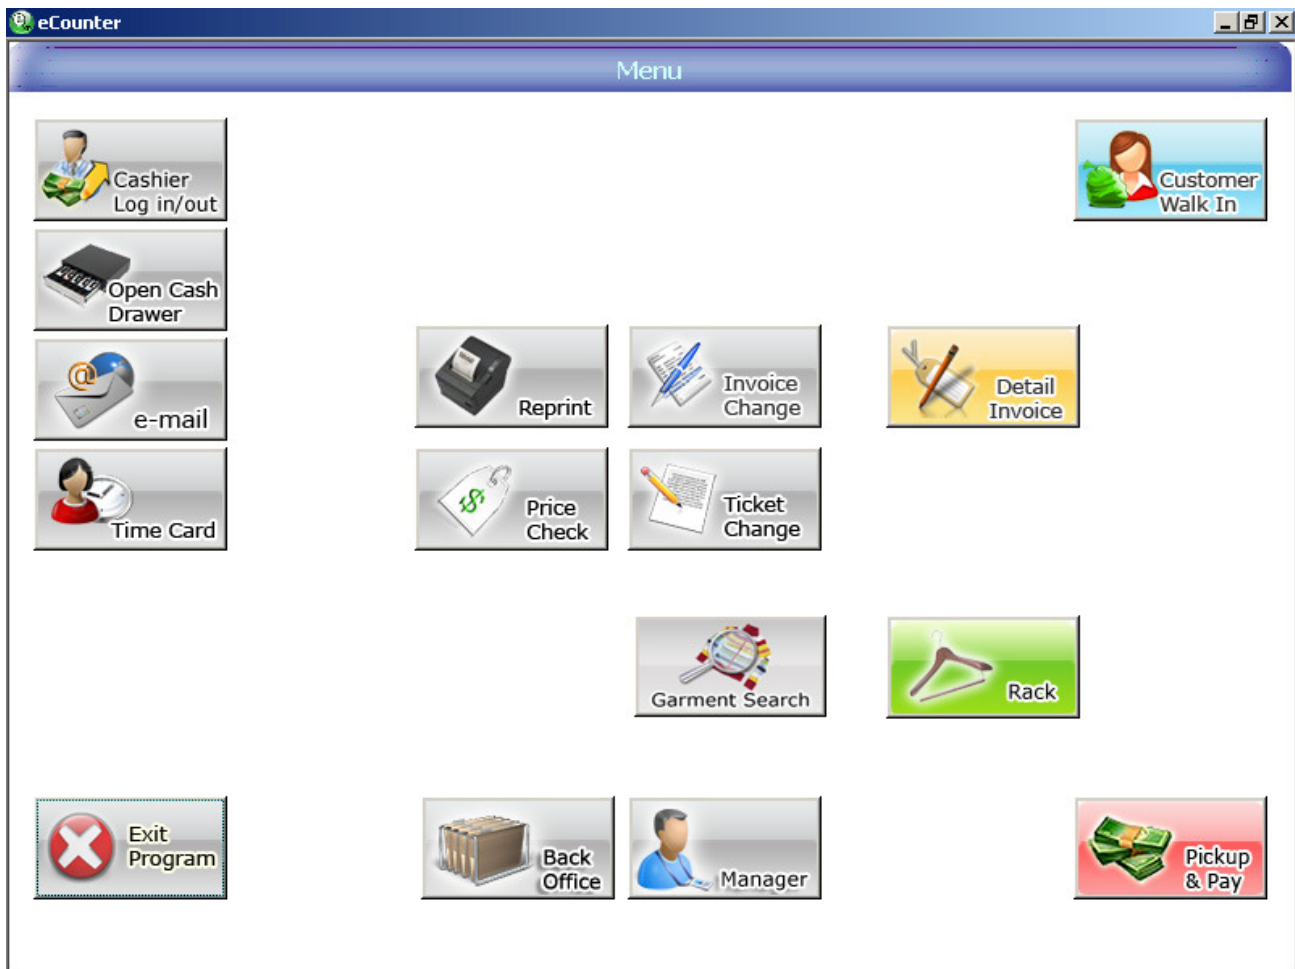 eCounter
Menu
Cashier
Log in/out
Customer
Walk In
Open Cash
Drawer
@
e-mail
Reprint
Invoice
Change
Detail
Invoice
Time Card
$
Price
Check
Ticket
Change
Garment Search
Rack
Exit
Program
Back
Office
Manager
Pickup
& Pay